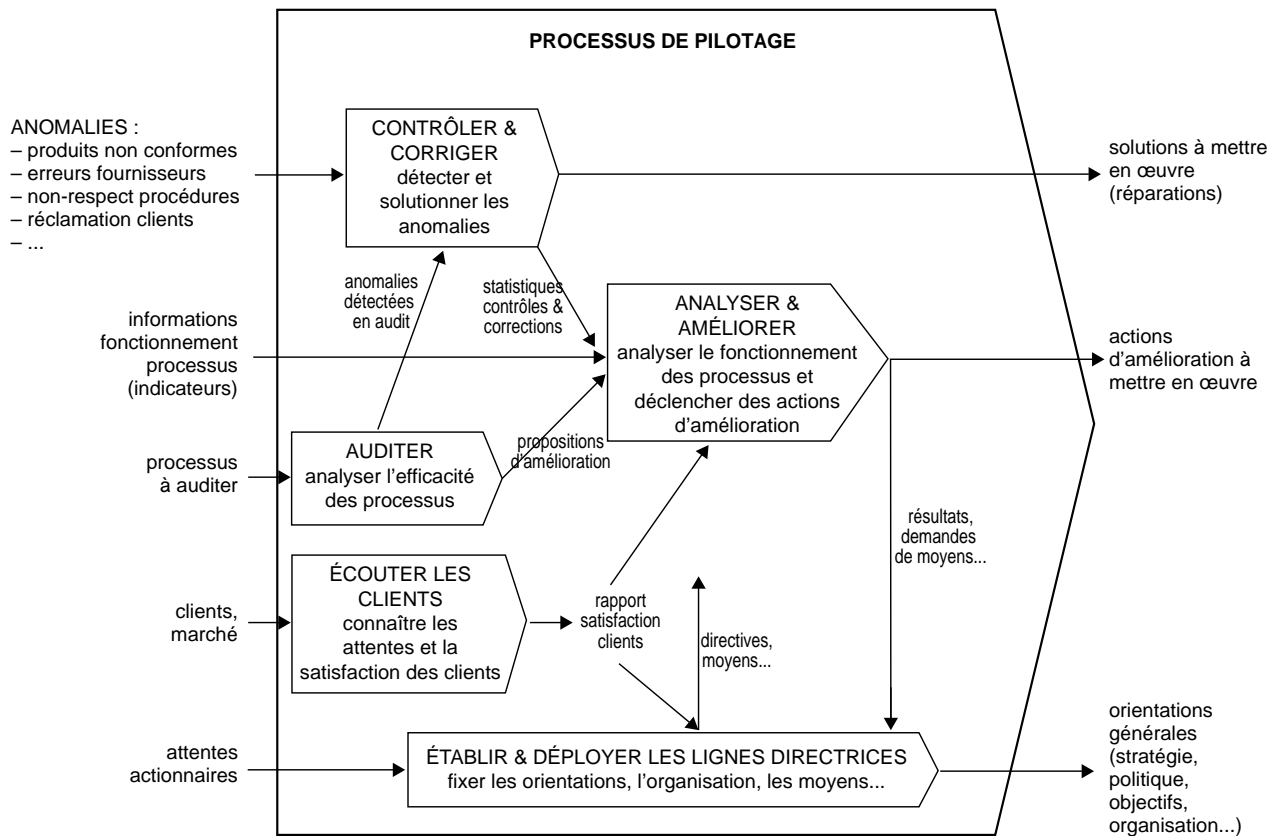 PROCESSUS DE PILOTAGE
ANOMALIES :
– produits non conformes
– erreurs fournisseurs
– non-respect procédures
– réclamation clients
– ...
CONTRÔLER &
CORRIGER
détecter et
solutionner les
anomalies
solutions à mettre
en œuvre
(réparations)
anomalies
détectées
en audit
statistiques
contrôles &
corrections
informations
fonctionnement
processus
(indicateurs)
ANALYSER &
AMÉLIORER
analyser le fonctionnement
des processus et
déclencher des actions
d’amélioration
actions
d’amélioration à
mettre en œuvre
processus
à auditer
AUDITER
analyser l’efficacité
des processus
propositions
d’amélioration
résultats,
demandes
de moyens...
clients,
marché
ÉCOUTER LES
CLIENTS
connaître les
attentes et la
satisfaction des clients
rapport
satisfaction
clients
directives,
moyens...
attentes
actionnaires
ÉTABLIR & DÉPLOYER LES LIGNES DIRECTRICES
fixer les orientations, l’organisation, les moyens...
orientations
générales
(stratégie,
politique,
objectifs,
organisation...)